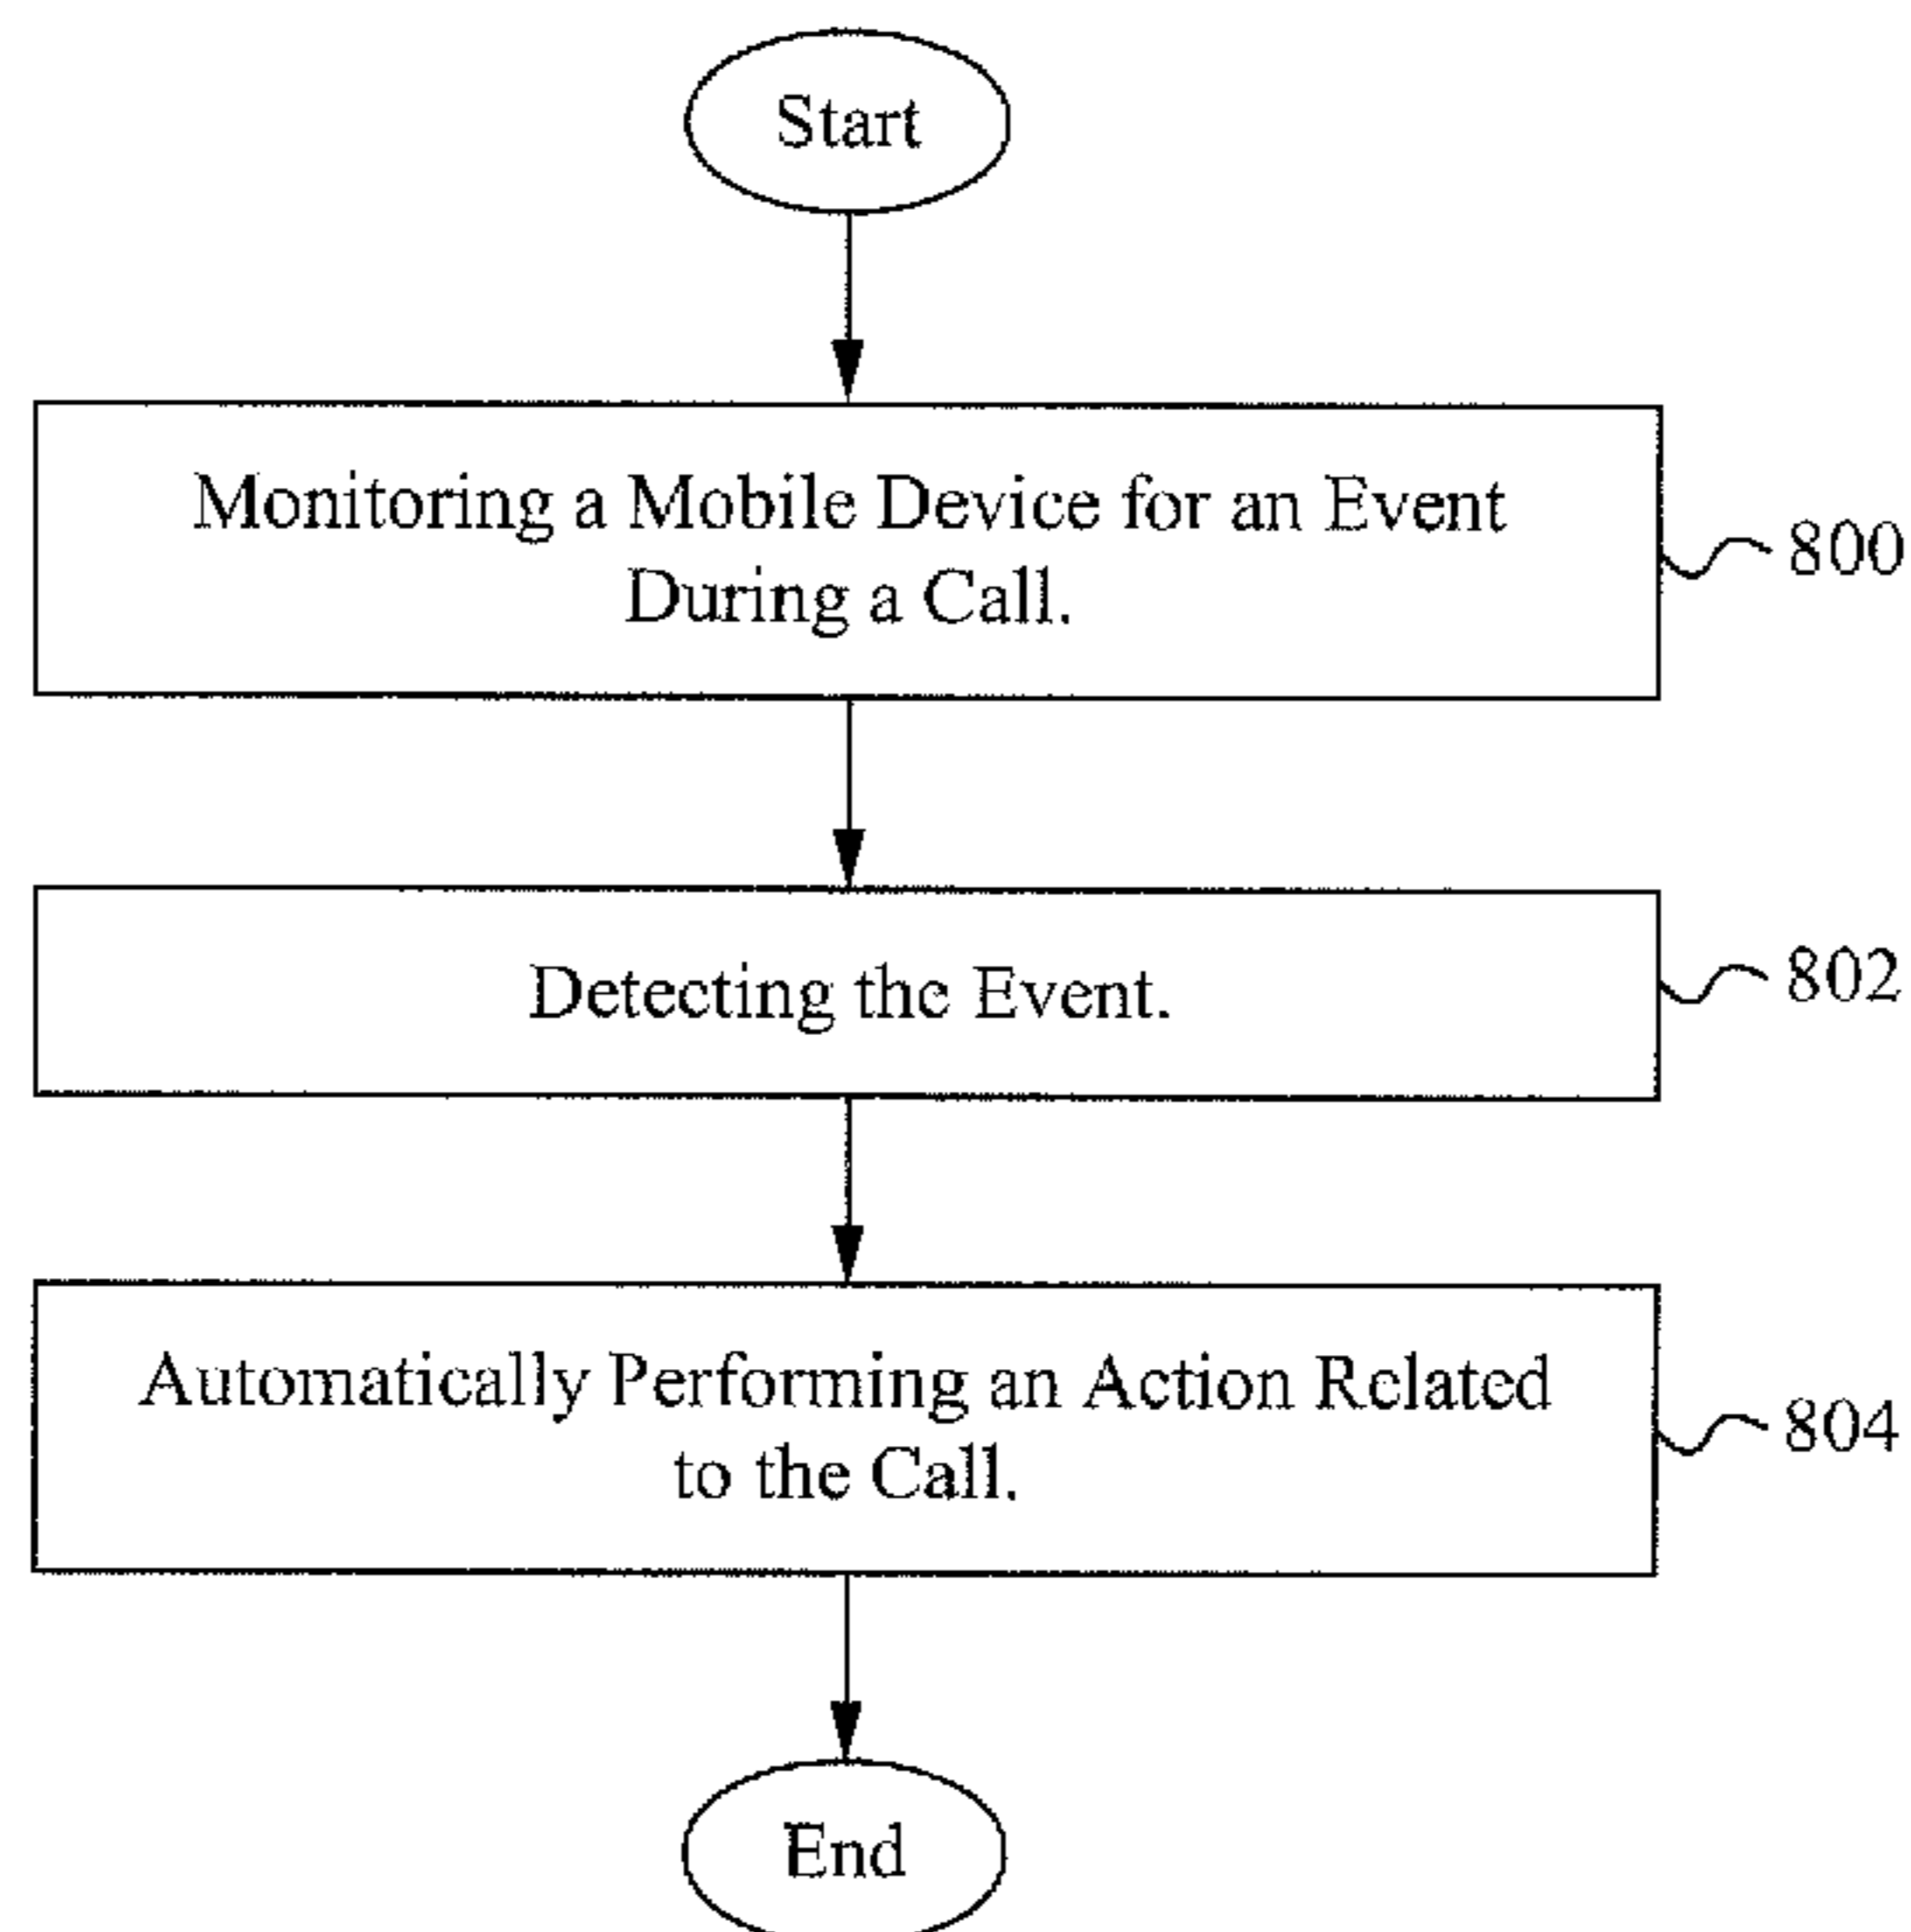 Start
Monitoring a Mobile Device for an Event
During a Call.
800
Detecting the Event.
802
Automatically Performing an Action Related
to the Call.
804
End